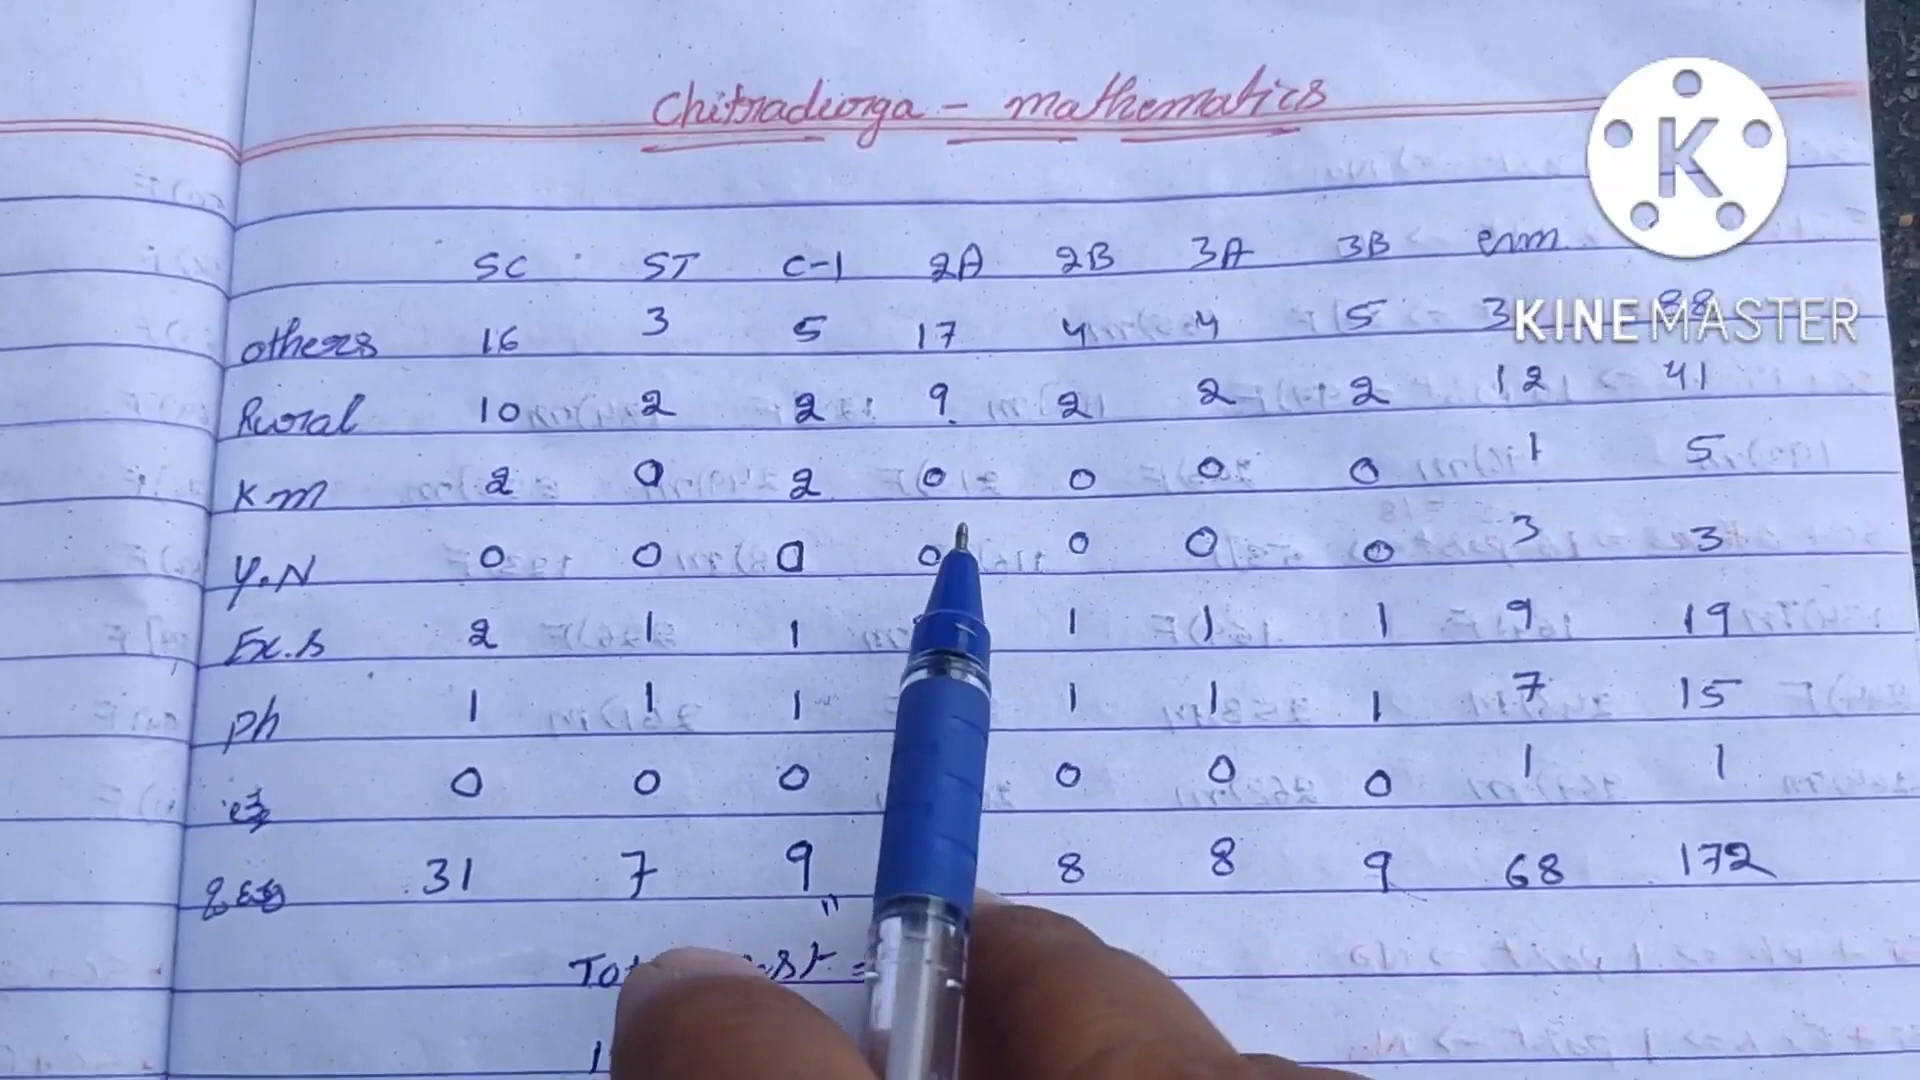 Chitradurga - mathematics
K
KINEMASTER
SC ST C-1 2A 2B 3A 3B
others 16 3 5 17 4 4 5 3 88
Rural 10 2 2 9 2 2 2 12 41
Km 2 0 2 0 0 0 0 1 5
Y.N 0 0 0 0 0 0 0 3 3
Ex.s 2 1 1 1 1 1 9 19
ph 1 1 1 1 1 1 7 15
0 0 0 0 0 0 1 1
31 7 9 8 8 9 68 172